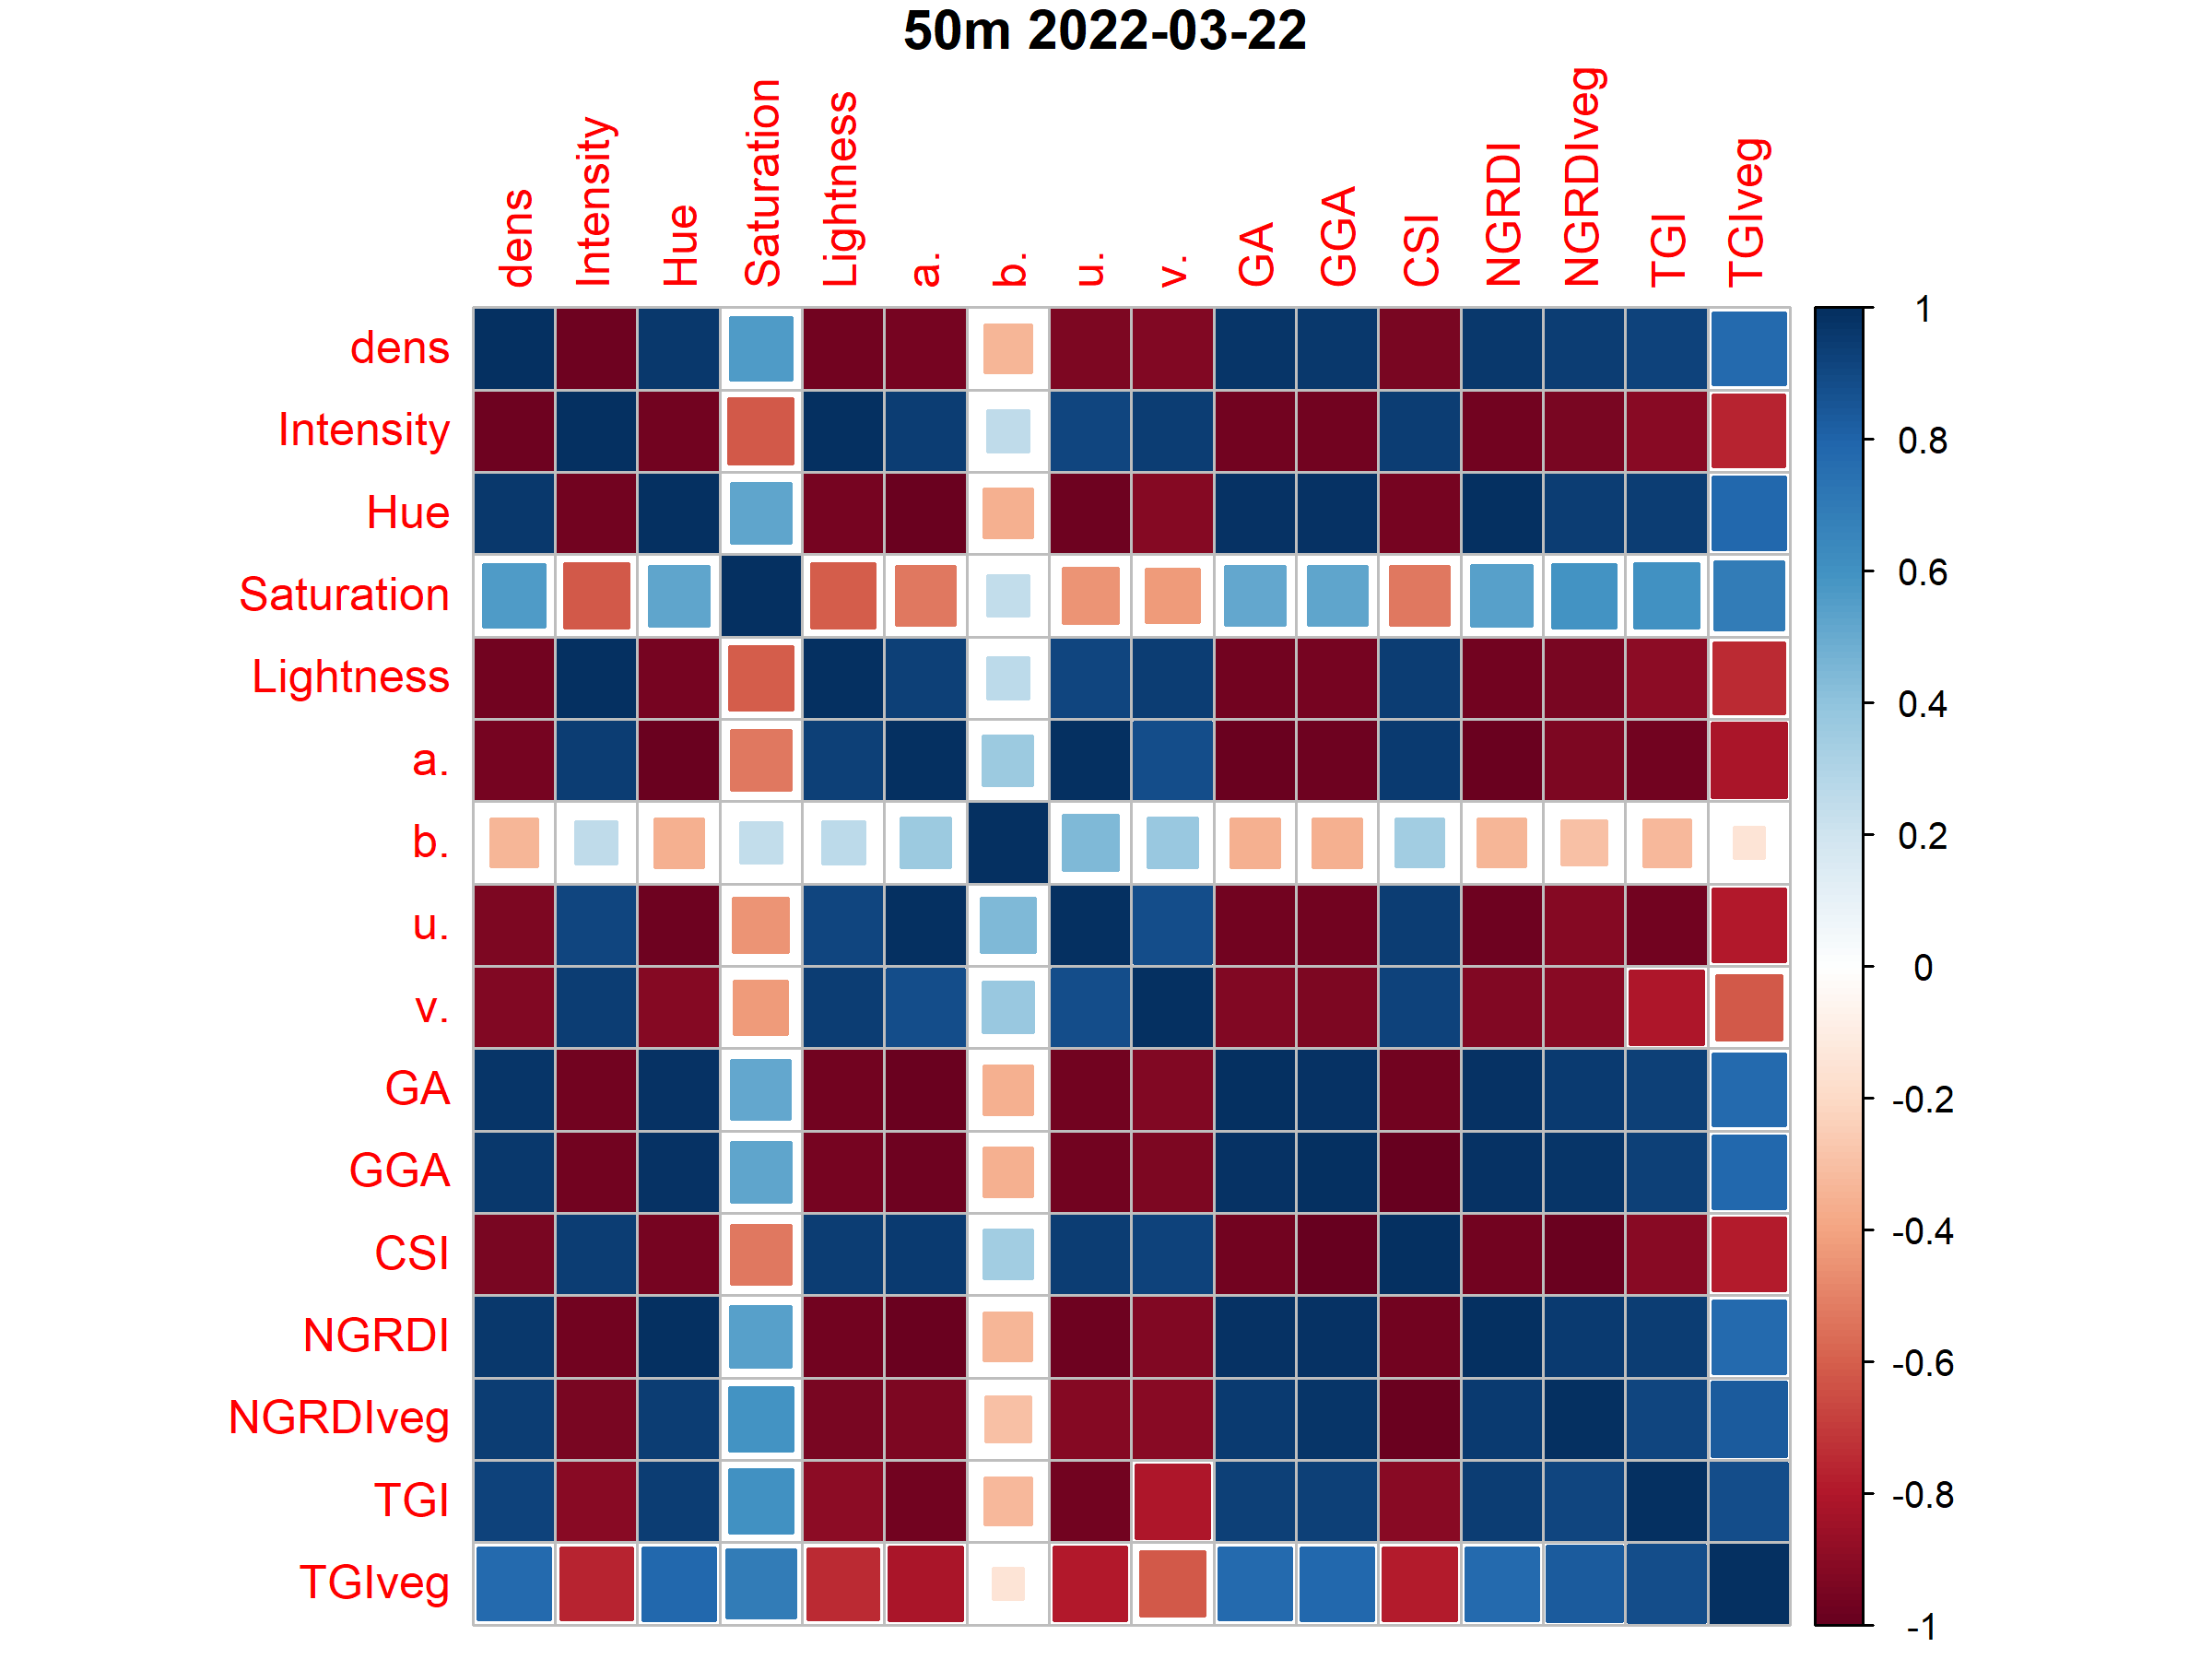 50m 2022-03-22
dens Intensity Hue Saturation Lightness a. b. u. v. GA GGA CSI NGRDI NGRDIveg TGI TGIveg
dens
Intensity
Hue
Saturation
Lightness
a.
b.
u.
v.
GA
GGA
CSI
NGRDI
NGRDIveg
TGI
TGIveg
1
0.8
0.6
0.4
0.2
0
-0.2
-0.4
-0.6
-0.8
-1